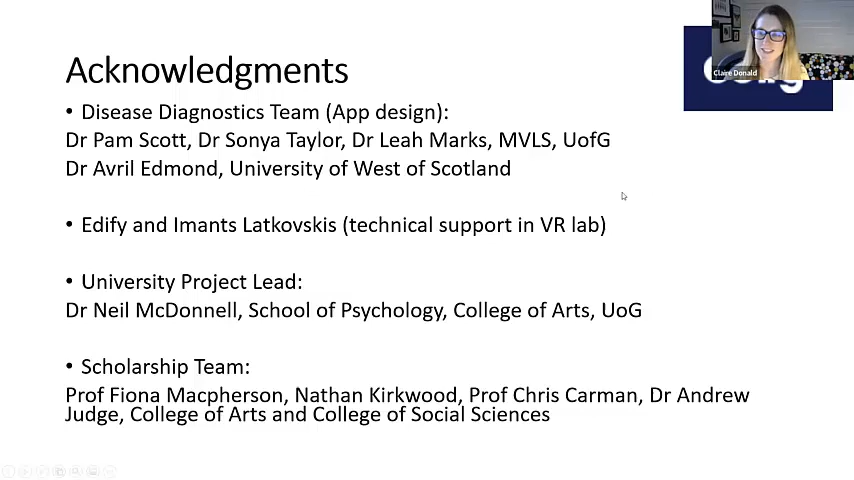 Claire Donald
Acknowledgments
• Disease Diagnostics Team (App design):
Dr Pam Scott, Dr Sonya Taylor, Dr Leah Marks, MVLS, UofG
Dr Avril Edmond, University of West of Scotland
• Edify and Imants Latkovskis (technical support in VR lab)
• University Project Lead:
Dr Neil McDonnell, School of Psychology, College of Arts, UoG
• Scholarship Team:
Prof Fiona Macpherson, Nathan Kirkwood, Prof Chris Carman, Dr Andrew
Judge, College of Arts and College of Social Sciences